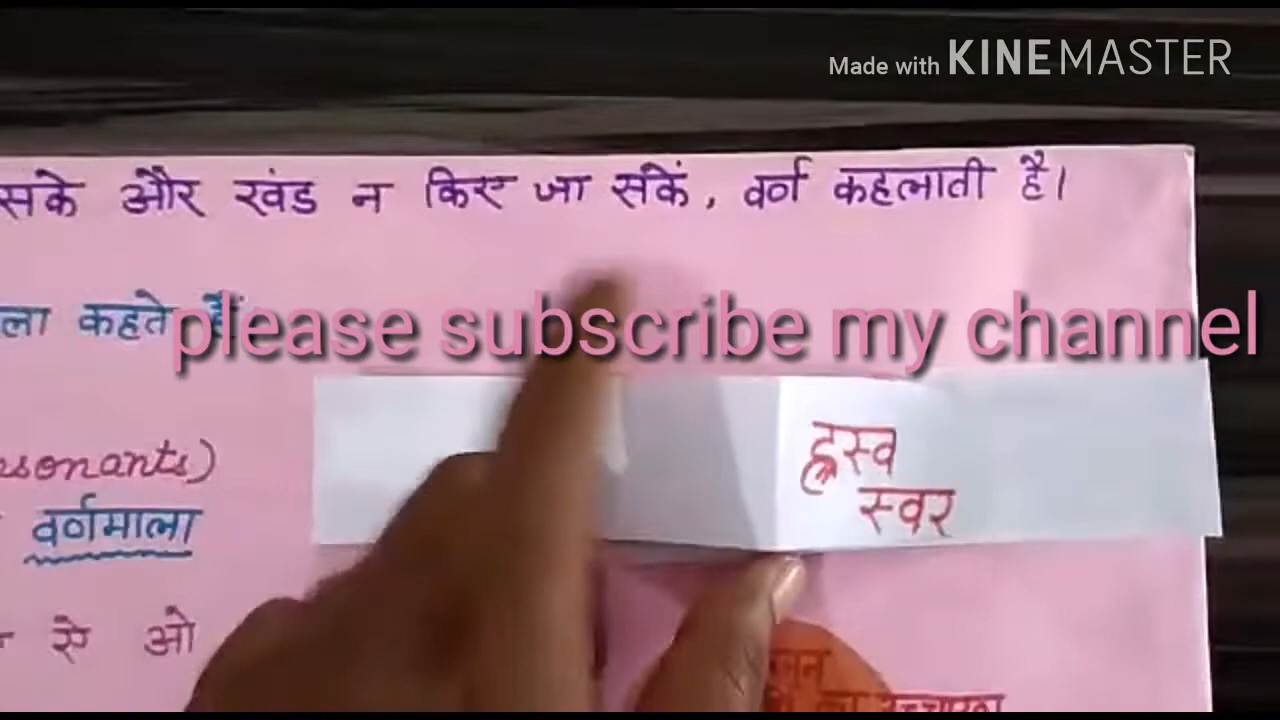 Made with KINEMASTER
सके और खंड न किए जा सकें, वर्ण कहलाती है।
ला कहते हैं
please subscribe my channel
ह्रस्व
स्वर
sonants)
वर्णमाला
से ओ